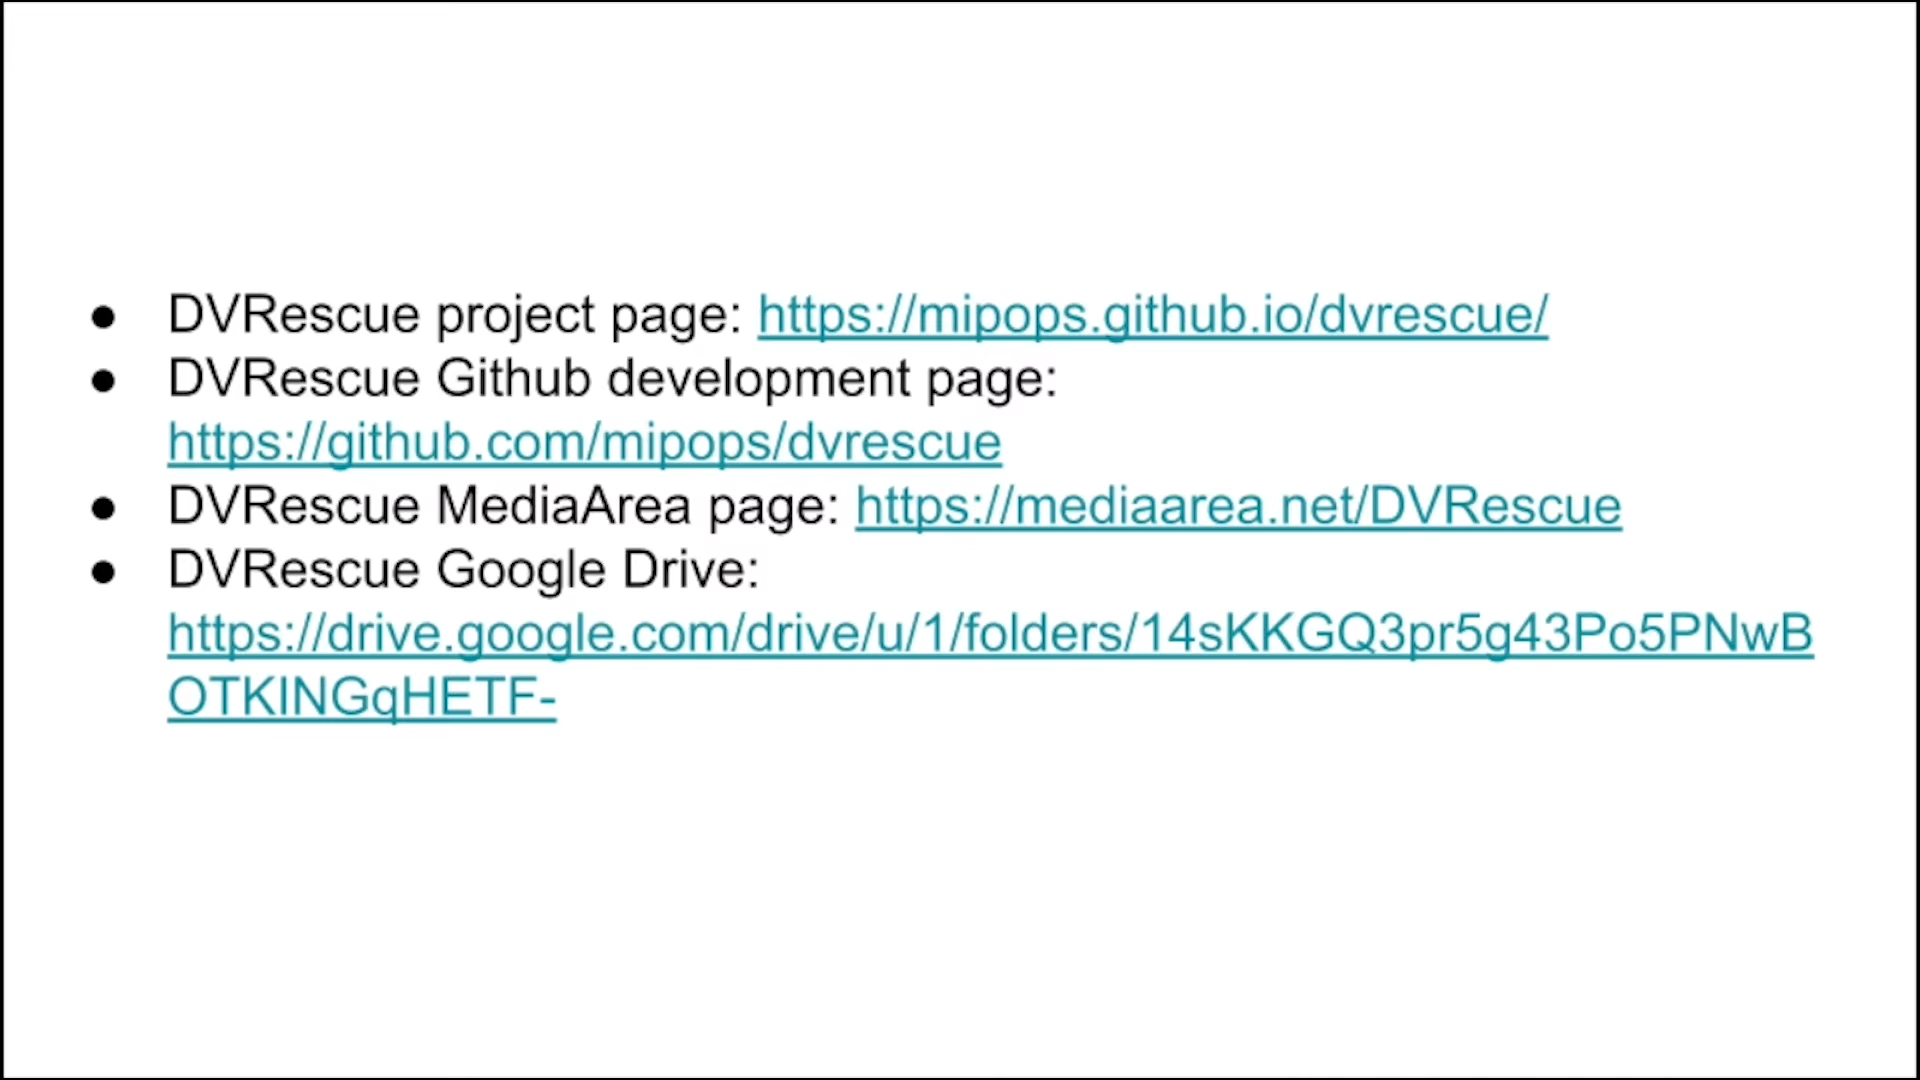 ● DVRescue project page: https://mipops.github.io/dvrescue/
● DVRescue Github development page:
https://github.com/mipops/dvrescue
● DVRescue MediaArea page: https://mediaarea.net/DVRescue
● DVRescue Google Drive:
https://drive.google.com/drive/u/1/folders/14sKKGQ3pr5g43Po5PNwB
OTKINGqHETF-